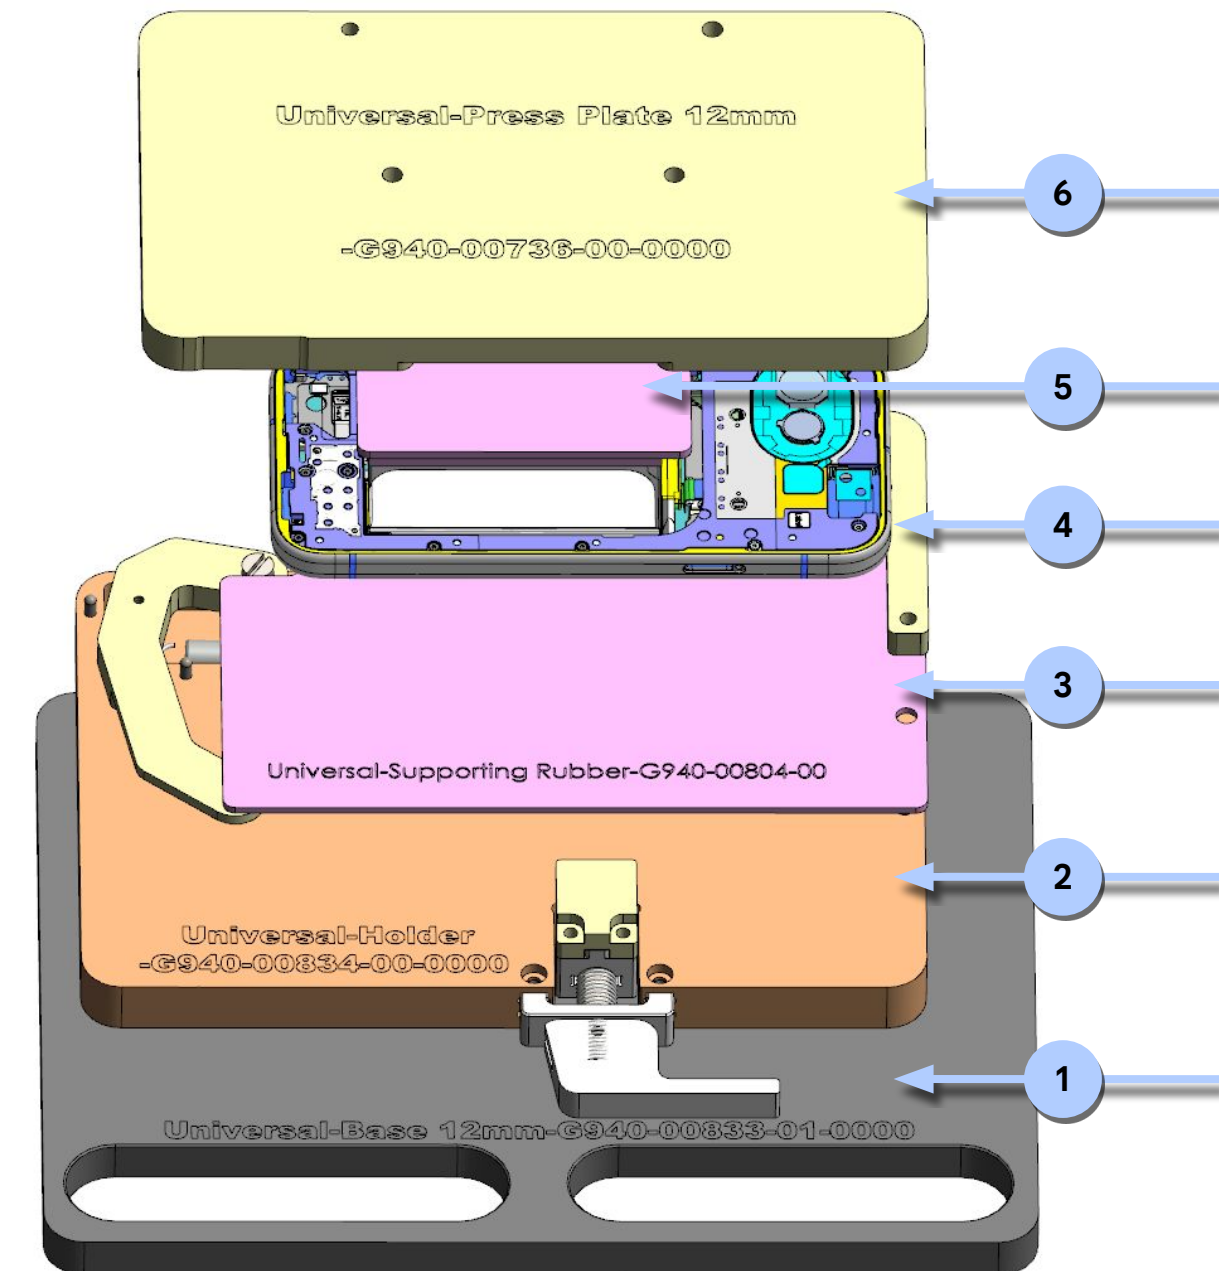 Universal-Press Plate 12mm
6
-G940-00736-00-0000
5
4
3
Universal-Supporting Rubber-G940-00804-00
2
Universal-Holder
-G940-00834-00-0000
1
Universal-Base 12mm-G940-00833-01-0000